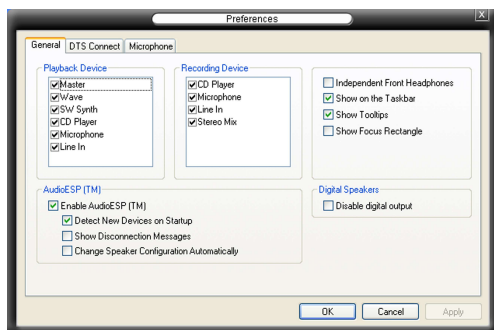 Preferences
X
General
DTS Connect
Microphone
Playback Device
Master
Wave
SW Synth
CD Player
Microphone
Line In
Recording Device
CD Player
Microphone
Line In
Stereo Mix
Independent Front Headphones
Show on the Taskbar
Show Tooltips
Show Focus Rectangle
AudioESP (TM)
Enable AudioESP (TM)
Detect New Devices on Startup
Show Disconnection Messages
Change Speaker Configuration Automatically
Digital Speakers
Disable digital output
OK
Cancel
Apply